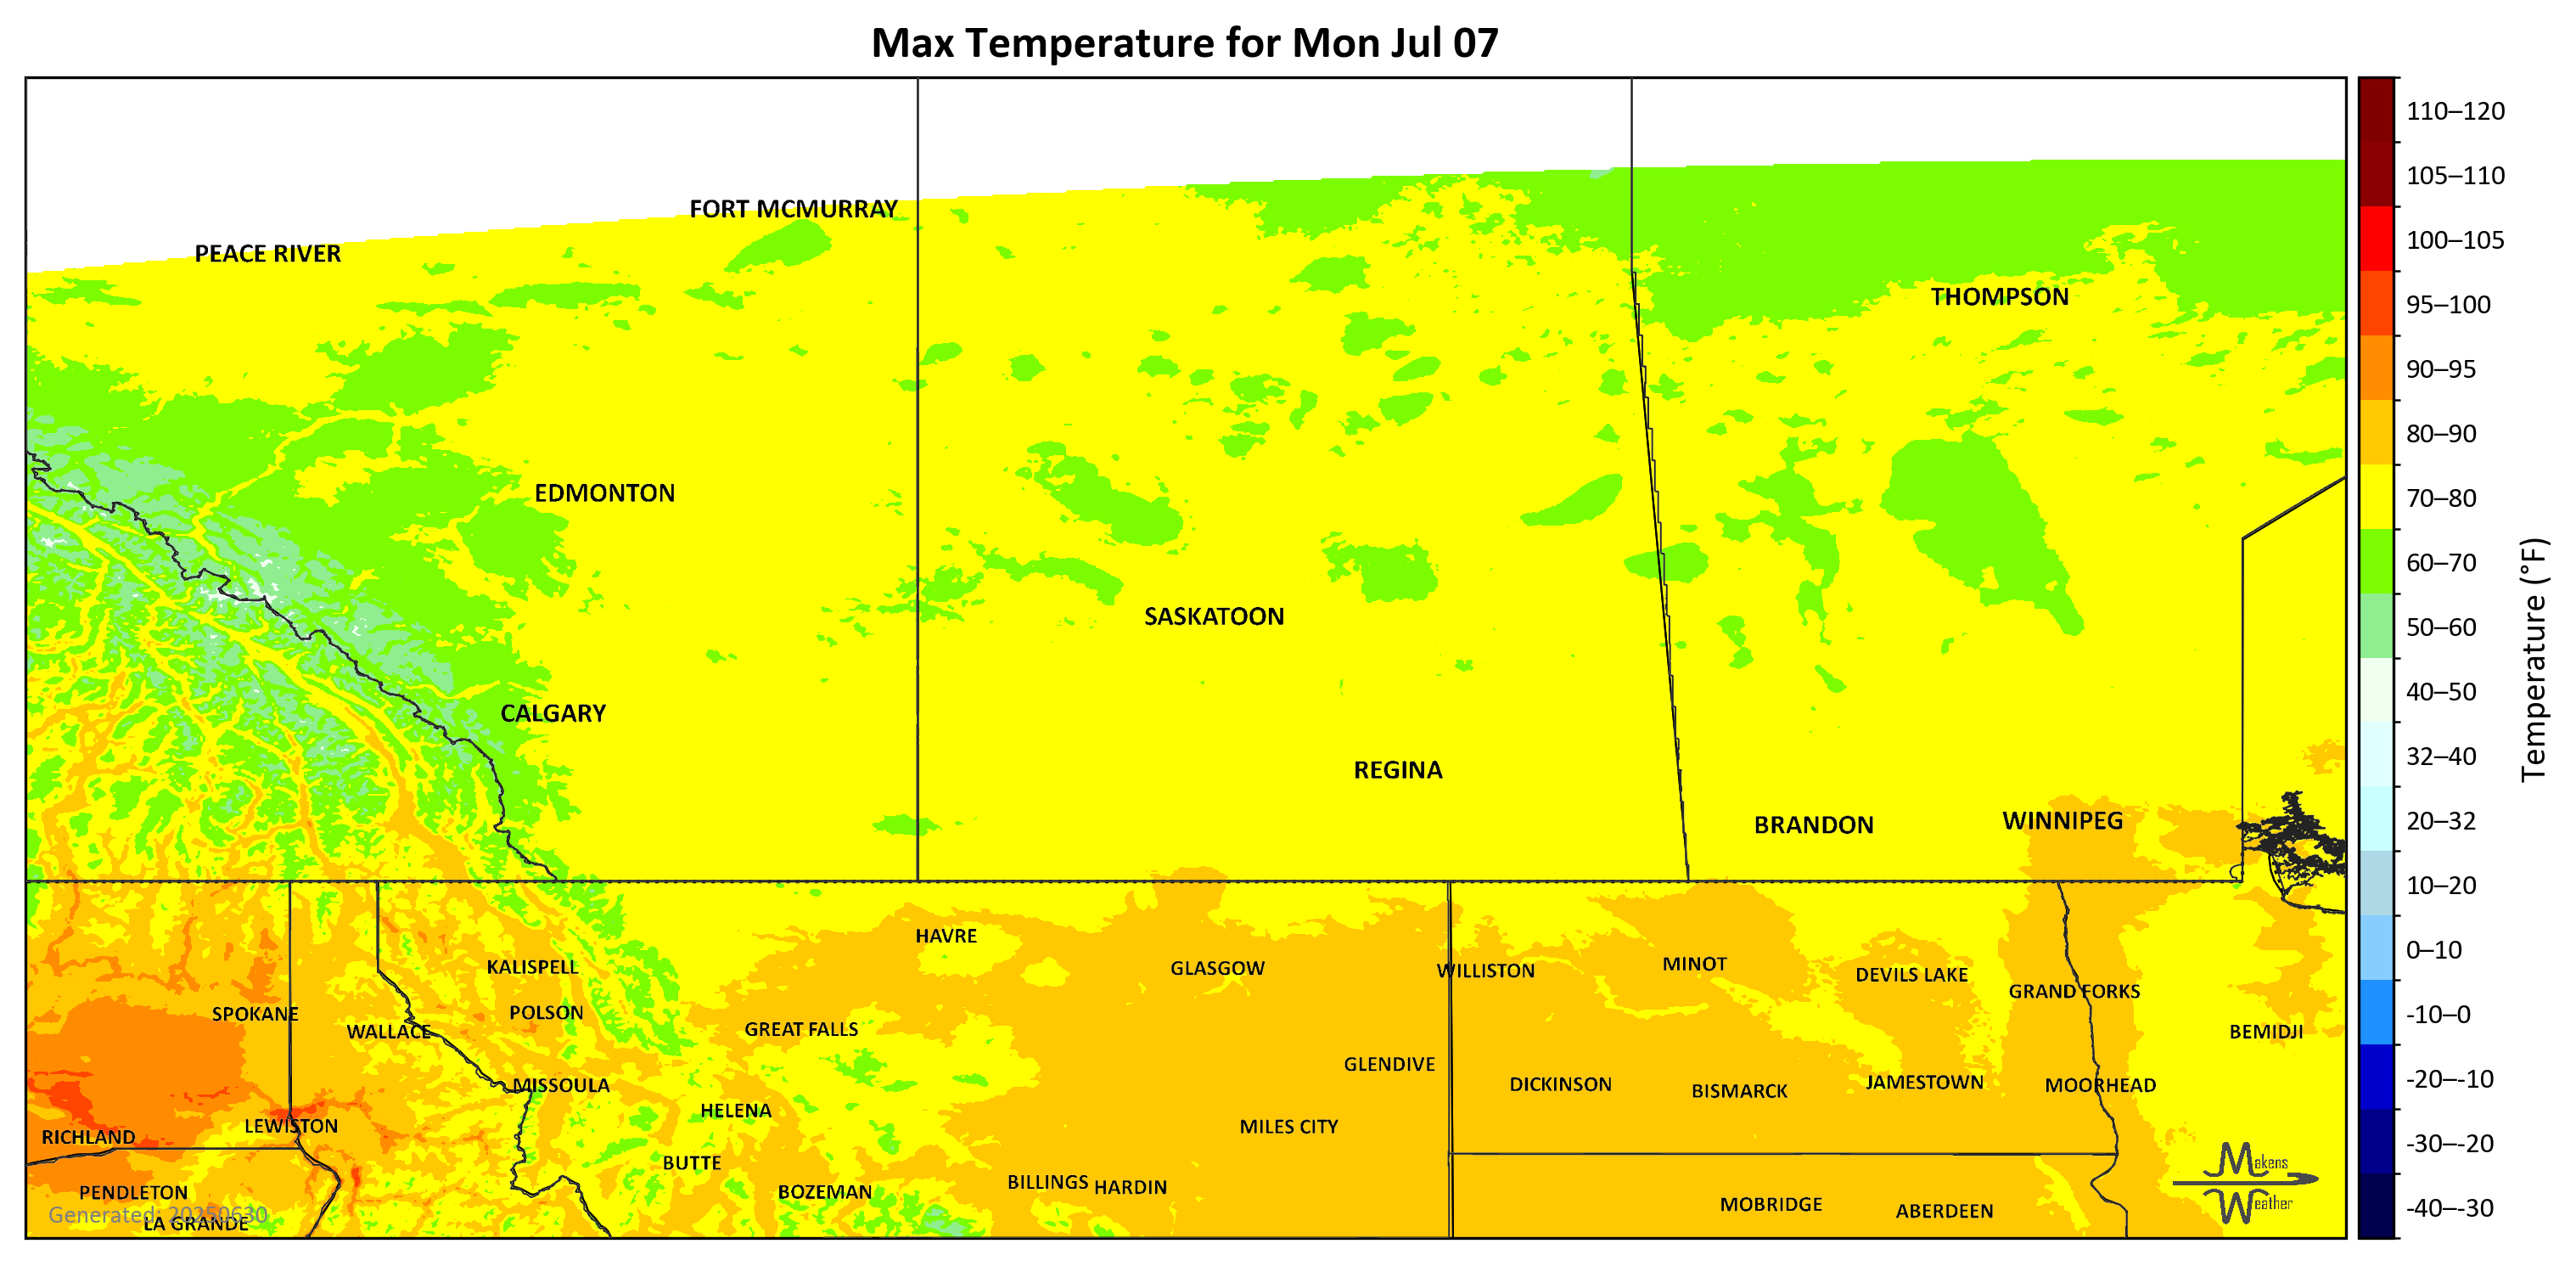 Max Temperature for Mon Jul 07
FORT MCMURRAY
PEACE RIVER
THOMPSON
EDMONTON
SASKATOON
CALGARY
REGINA
BRANDON
WINNIPEG
HAVRE
KALISPELL
GLASGOW
WILLISTON
MINOT
DEVILS LAKE
GRAND FORKS
SPOKANE
POLSON
WALLACE
GREAT FALLS
BEMIDJI
GLENDIVE
MISSOULA
DICKINSON
BISMARCK
JAMESTOWN
MOORHEAD
HELENA
LEWISTON
MILES CITY
RICHLAND
BUTTE
BILLINGS
HARDIN
PENDLETON
BOZEMAN
MOBRIDGE
ABERDEEN
LA GRANDE
Generated: 20250630
Makens
Weather
110–120
105–110
100–105
95–100
90–95
80–90
70–80
60–70
50–60
40–50
32–40
20–32
10–20
0–10
-10–0
-20–-10
-30–-20
-40–-30
Temperature (°F)